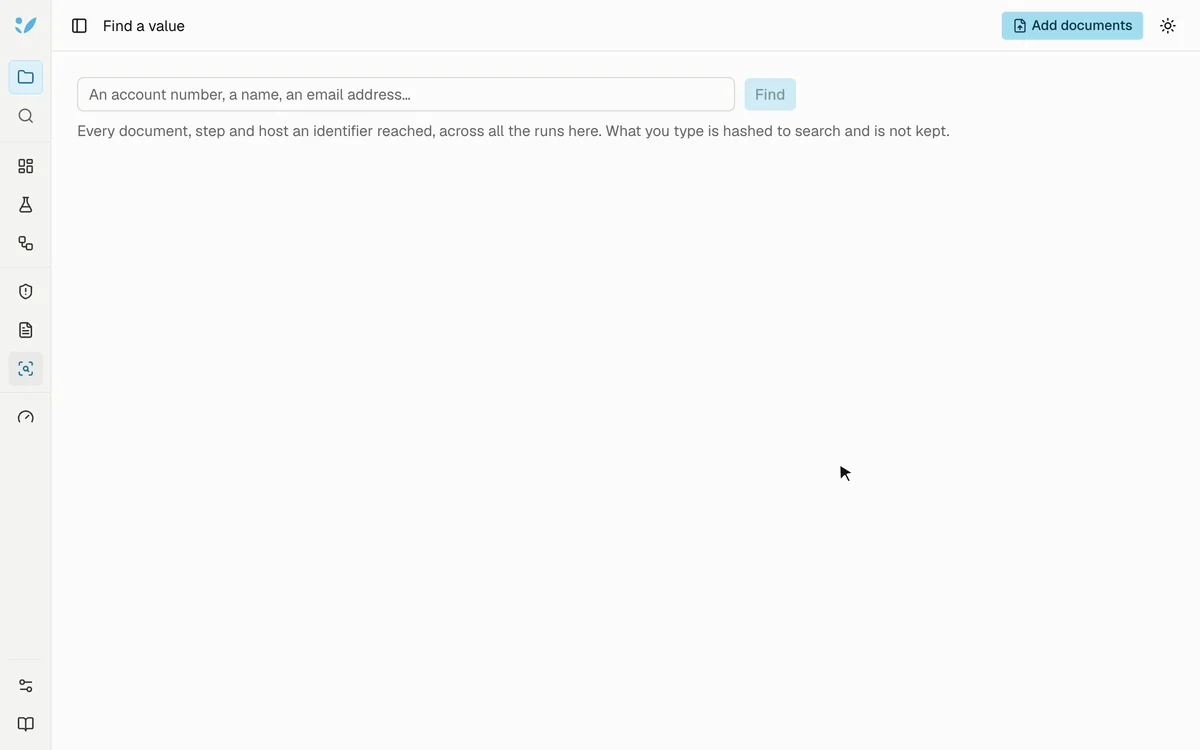 Find a value
Add documents
An account number, a name, an email address...
Find
Every document, step and host an identifier reached, across all the runs here. What you type is hashed to search and is not kept.